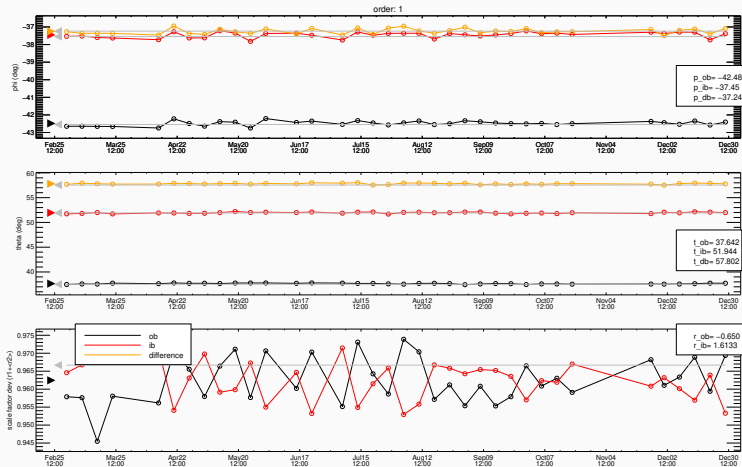 order: 1
phi (deg)
-37
-38
-39
-40
-41
-42
-43
p_ob= -42.48
p_ib= -37.45
p_db= -37.24
Feb25 Mar25 Apr22 May20 Jun17 Jul15 Aug12 Sep09 Oct07 Nov04 Dec02 Dec30
12:00 12:00 12:00 12:00 12:00 12:00 12:00 12:00 12:00 12:00 12:00 12:00
theta (deg)
60
55
50
45
40
t_ob= 37.642
t_ib= 51.944
t_db= 57.802
Feb25 Mar25 Apr22 May20 Jun17 Jul15 Aug12 Sep09 Oct07 Nov04 Dec02 Dec30
12:00 12:00 12:00 12:00 12:00 12:00 12:00 12:00 12:00 12:00 12:00 12:00
scale factor dev (r1=<r2>)
0.975
0.970
0.965
0.960
0.955
0.950
0.945
ob
ib
difference
r_ob= -0.650
r_ib= 1.6133
Feb25 Mar25 Apr22 May20 Jun17 Jul15 Aug12 Sep09 Oct07 Nov04 Dec02 Dec30
12:00 12:00 12:00 12:00 12:00 12:00 12:00 12:00 12:00 12:00 12:00 12:00